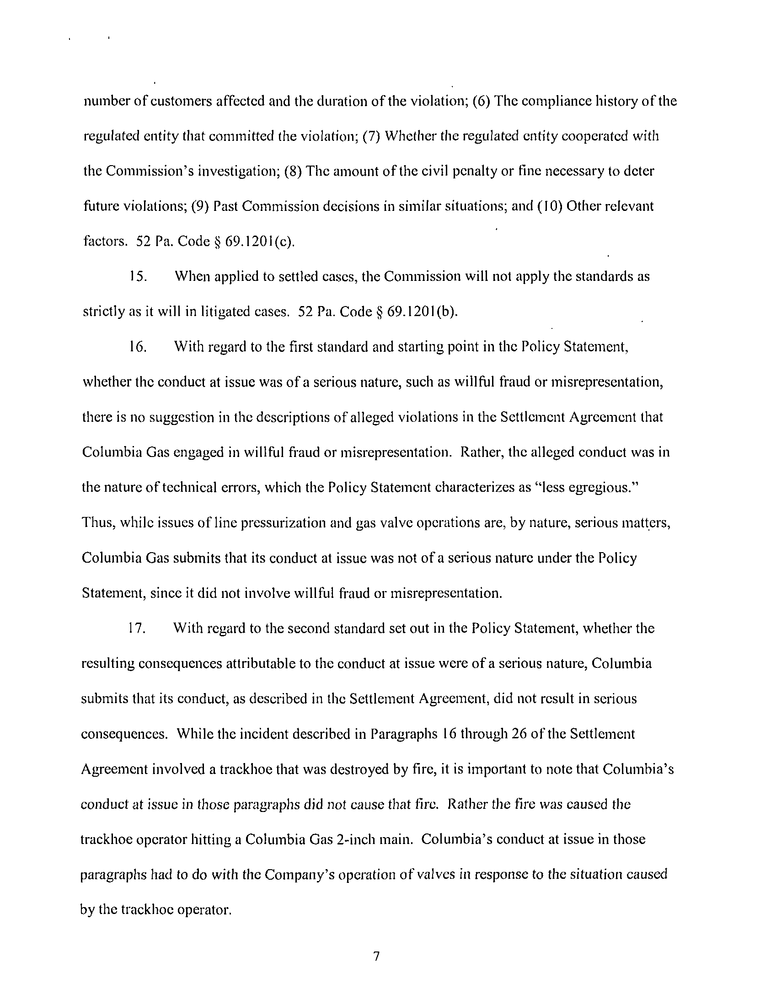 number of customers affected and the duration of the violation; (6) The compliance history of the
regulated entity that committed the violation; (7) Whether the regulated entity cooperated with
the Commission's investigation; (8) The amount of the civil penalty or fine necessary to deter
future violations; (9) Past Commission decisions in similar situations; and (10) Other relevant
factors. 52 Pa. Code § 69.1201(c).
15. When applied to settled cases, the Commission will not apply the standards as
strictly as it will in litigated cases. 52 Pa. Code § 69.1201(b).
16. With regard to the first standard and starting point in the Policy Statement,
whether the conduct at issue was of a serious nature, such as willful fraud or misrepresentation,
there is no suggestion in the descriptions of alleged violations in the Settlement Agreement that
Columbia Gas engaged in willful fraud or misrepresentation. Rather, the alleged conduct was in
the nature of technical errors, which the Policy Statement characterizes as “less egregious.”
Thus, while issues of line pressurization and gas valve operations are, by nature, serious matters,
Columbia Gas submits that its conduct at issue was not of a serious nature under the Policy
Statement, since it did not involve willful fraud or misrepresentation.
17. With regard to the second standard set out in the Policy Statement, whether the
resulting consequences attributable to the conduct at issue were of a serious nature, Columbia
submits that its conduct, as described in the Settlement Agreement, did not result in serious
consequences. While the incident described in Paragraphs 16 through 26 of the Settlement
Agreement involved a trackhoe that was destroyed by fire, it is important to note that Columbia's
conduct at issue in those paragraphs did not cause that fire. Rather the fire was caused the
trackhoe operator hitting a Columbia Gas 2-inch main. Columbia's conduct at issue in those
paragraphs had to do with the Company's operation of valves in response to the situation caused
by the trackhoe operator.
7